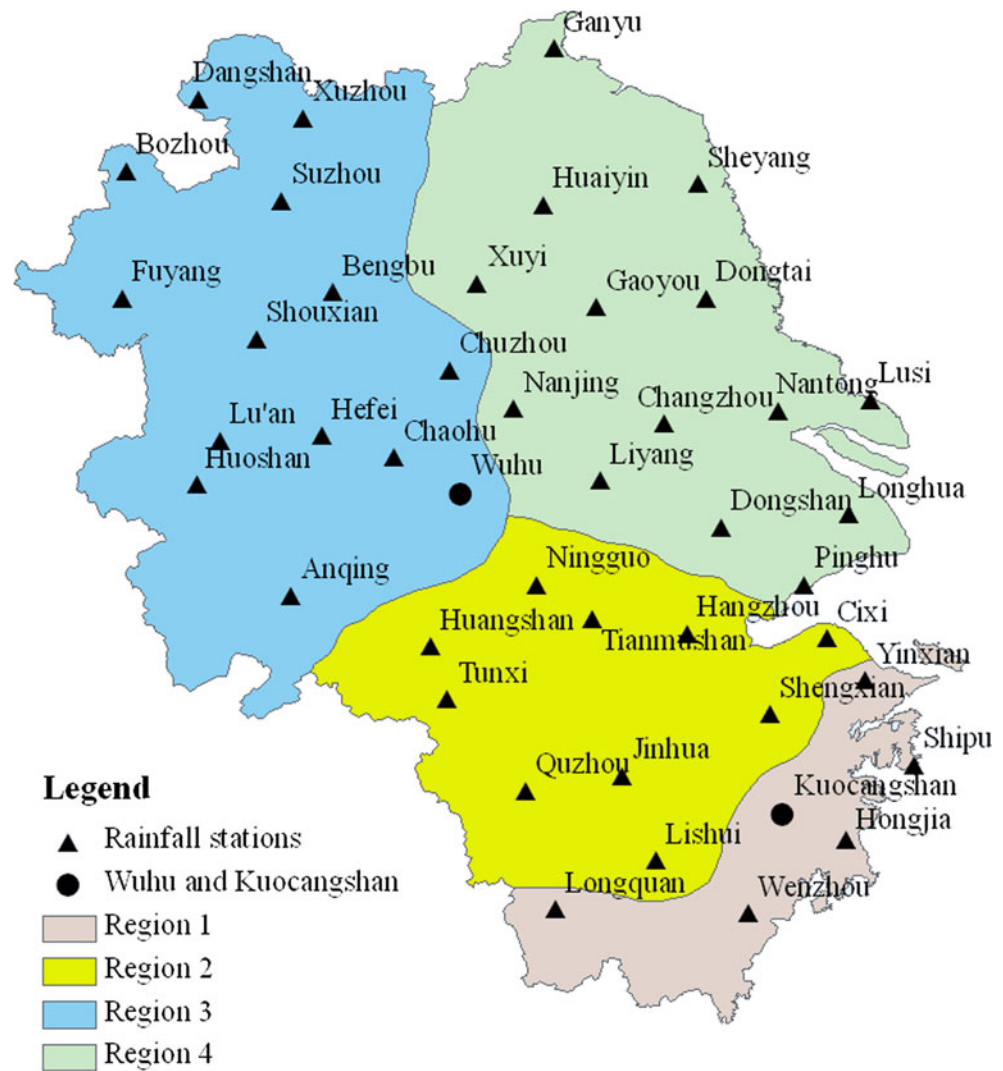 Ganyu
Dangshan
Xuzhou
Bozhou
Sheyang
Suzhou
Huaiyin
Xuyi
Bengbu
Fuyang
Gaoyou
Dongtai
Shouxian
Chuzhou
Nanjing
Changzhou
Nantong
Lusi
Lu'an
Hefei
Chaohu
Huoshan
Wuhu
Liyang
Dongshan
Longhua
Anqing
Ningguo
Pinghu
Huangshan
Hangzhou
Cixi
Tianmushan
Yinxian
Tunxi
Shengxian
Shipu
Quzhou
Jinhua
Kuocangshan
Hongjia
Lishui
Longquan
Wenzhou
Legend
Rainfall stations
Wuhu and Kuocangshan
Region 1
Region 2
Region 3
Region 4